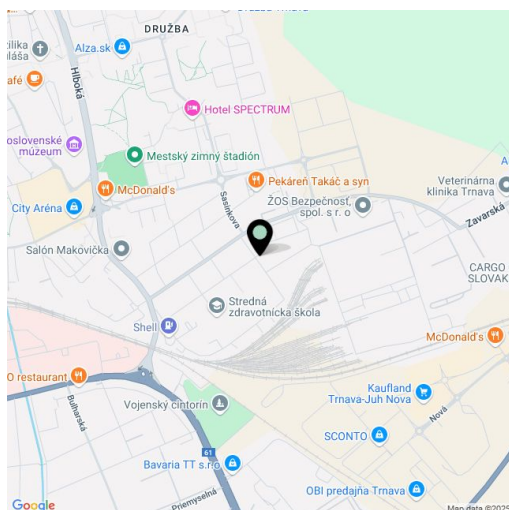 DRUŽBA
Alza.sk
Hlboká
Hotel SPECTRUM
Mestský zimný štadión
McDonald's
Pekáreň Takáč a syn
Veterinárna
klinika Trnava
ŽOS Bezpečnosť,
spol. s r. o
City Aréna
Sasinkova
Zavarská
Salón Makovička
CARGO
SLOVAK
Stredná
zdravotnícka škola
Shell
McDonald's
O restaurant
Bulharská
Kaufland
Trnava-Juh Nova
Nová
Vojenský cintorín
SCONTO
61
Bavaria TT s.r.o
OBI predajňa Trnava
Priemyselná
Google
Map data ©2025